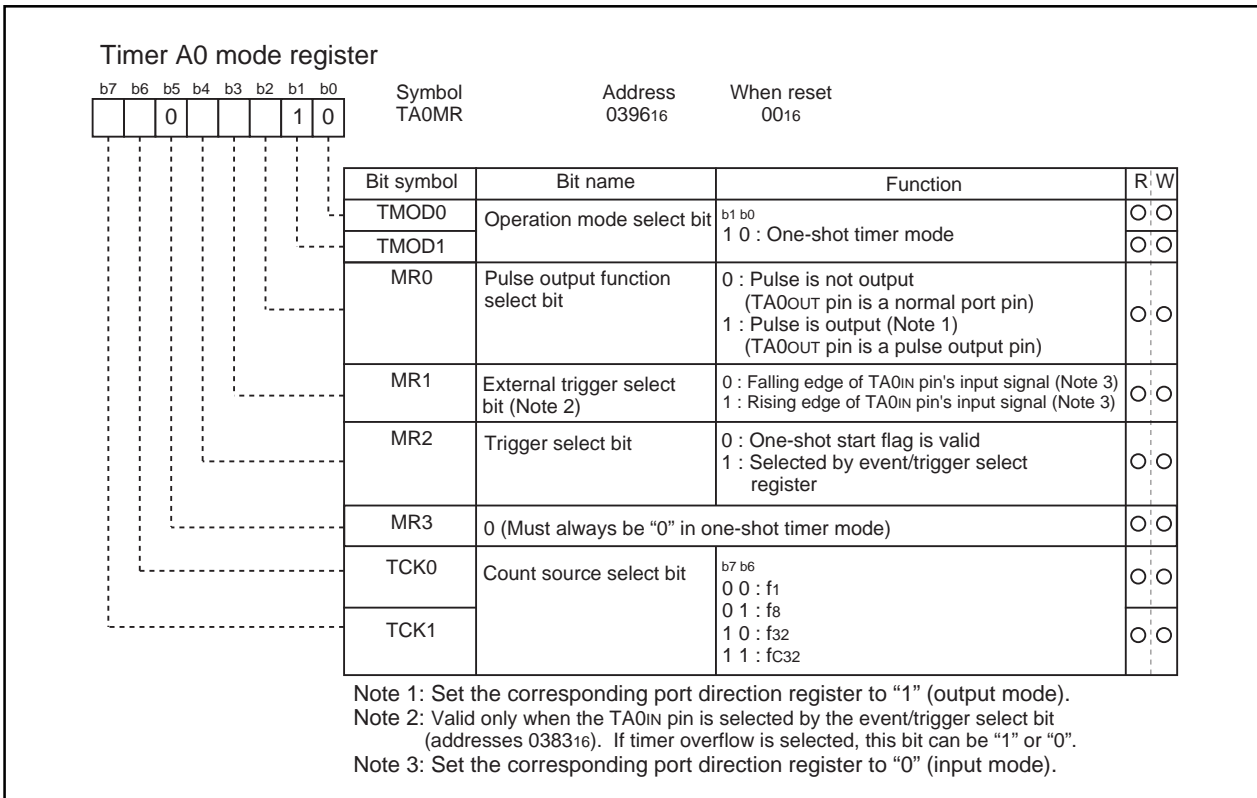 Timer A0 mode register
b7 b6 b5 b4 b3 b2 b1 b0
0 1 0
Symbol Address When reset
TA0MR 039616 0016
Bit symbol Bit name Function R W
TMOD0
TMOD1
Operation mode select bit
b1 b0
1 0 : One-shot timer mode
MR0
Pulse output function
select bit
0 : Pulse is not output
(TA0OUT pin is a normal port pin)
1 : Pulse is output (Note 1)
(TA0OUT pin is a pulse output pin)
MR1
External trigger select
bit (Note 2)
0 : Falling edge of TA0IN pin's input signal (Note 3)
1 : Rising edge of TA0IN pin's input signal (Note 3)
MR2
Trigger select bit
0 : One-shot start flag is valid
1 : Selected by event/trigger select
register
MR3
0 (Must always be “0” in one-shot timer mode)
TCK0
TCK1
Count source select bit
b7 b6
0 0 : f1
0 1 : f8
1 0 : f32
1 1 : fC32
Note 1: Set the corresponding port direction register to “1” (output mode).
Note 2: Valid only when the TA0IN pin is selected by the event/trigger select bit
(addresses 038316). If timer overflow is selected, this bit can be “1” or “0”.
Note 3: Set the corresponding port direction register to “0” (input mode).